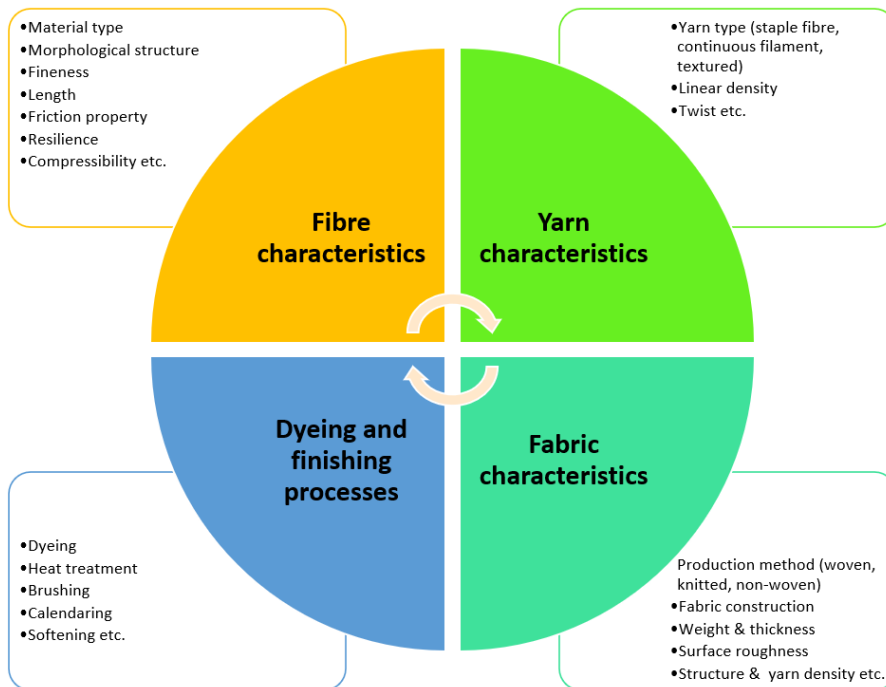 •Material type
•Morphological structure
•Fineness
•Length
•Friction property
•Resilience
•Compressibility etc.
•Yarn type (staple fibre,
continuous filament,
textured)
•Linear density
•Twist etc.
Fibre
characteristics
Yarn
characteristics
Dyeing and
finishing
processes
Fabric
characteristics
•Dyeing
•Heat treatment
•Brushing
•Calendaring
•Softening etc.
Production method (woven,
knitted, non-woven)
•Fabric construction
•Weight & thickness
•Surface roughness
•Structure & yarn density etc.